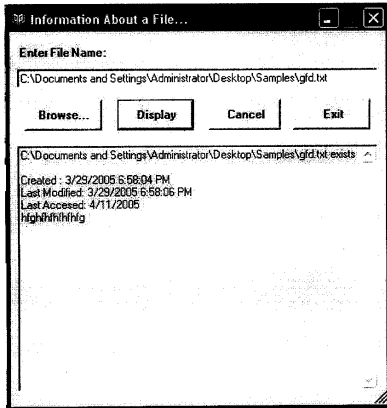 Information About a File...
Enter File Name:
C:\Documents and Settings\Administrator\Desktop\Samples\gfd.txt
Browse... Display Cancel Exit
C:\Documents and Settings\Administrator\Desktop\Samples\gfd.txt exists
Created : 3/29/2005 6:58:04 PM
Last Modified: 3/29/2005 6:58:06 PM
Last Accesed: 4/11/2005